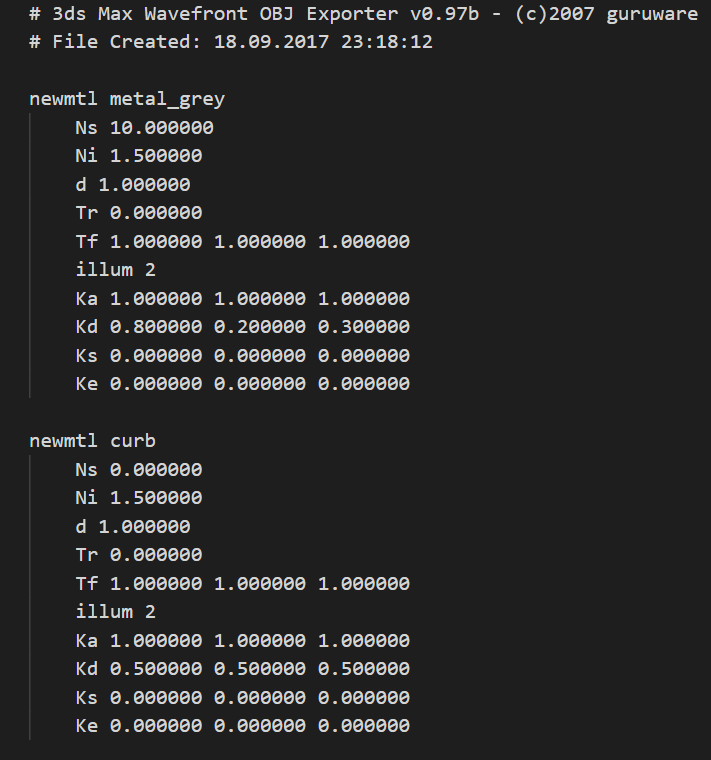 # 3ds Max Wavefront OBJ Exporter v0.97b - (c)2007 guruware
# File Created: 18.09.2017 23:18:12
newmtl metal_grey
Ns 10.000000
Ni 1.500000
d 1.000000
Tr 0.000000
Tf 1.000000 1.000000 1.000000
illum 2
Ka 1.000000 1.000000 1.000000
Kd 0.800000 0.200000 0.300000
Ks 0.000000 0.000000 0.000000
Ke 0.000000 0.000000 0.000000
newmtl curb
Ns 0.000000
Ni 1.500000
d 1.000000
Tr 0.000000
Tf 1.000000 1.000000 1.000000
illum 2
Ka 1.000000 1.000000 1.000000
Kd 0.500000 0.500000 0.500000
Ks 0.000000 0.000000 0.000000
Ke 0.000000 0.000000 0.000000